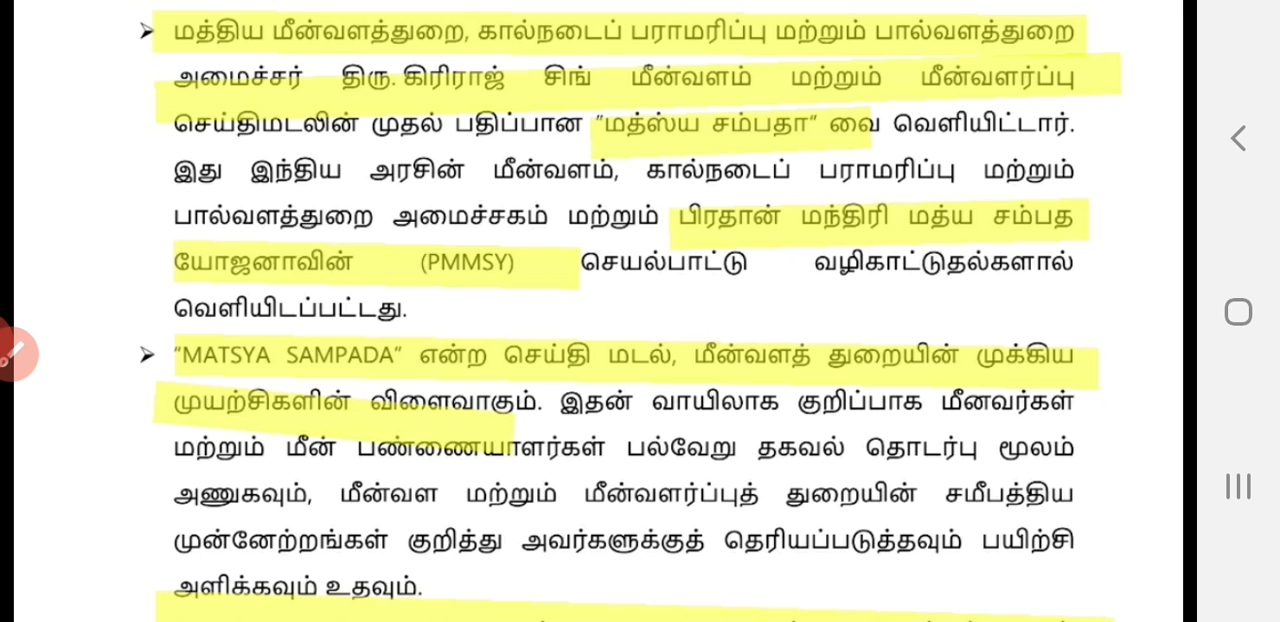 ➤ மத்திய மீன்வளத்துறை, கால்நடைப் பராமரிப்பு மற்றும் பால்வளத்துறை
அமைச்சர் திரு. கிரிராஜ் சிங் மீன்வளம் மற்றும் மீன்வளர்ப்பு
செய்திமடலின் முதல் பதிப்பான “மத்ஸ்ய சம்பதா” வை வெளியிட்டார்.
இது இந்திய அரசின் மீன்வளம், கால்நடைப் பராமரிப்பு மற்றும்
பால்வளத்துறை அமைச்சகம் மற்றும் பிரதான் மந்திரி மத்ய சம்பத
யோஜனாவின் (PMMSY) செயல்பாட்டு வழிகாட்டுதல்களால்
வெளியிடப்பட்டது.
➤ “MATSYA SAMPADA” என்ற செய்தி மடல், மீன்வளத் துறையின் முக்கிய
முயற்சிகளின் விளைவாகும். இதன் வாயிலாக குறிப்பாக மீனவர்கள்
மற்றும் மீன் பண்ணையாளர்கள் பல்வேறு தகவல் தொடர்பு மூலம்
அணுகவும், மீன்வள மற்றும் மீன்வளர்ப்புத் துறையின் சமீபத்திய
முன்னேற்றங்கள் குறித்து அவர்களுக்குத் தெரியப்படுத்தவும் பயிற்சி
அளிக்கவும் உதவும்.